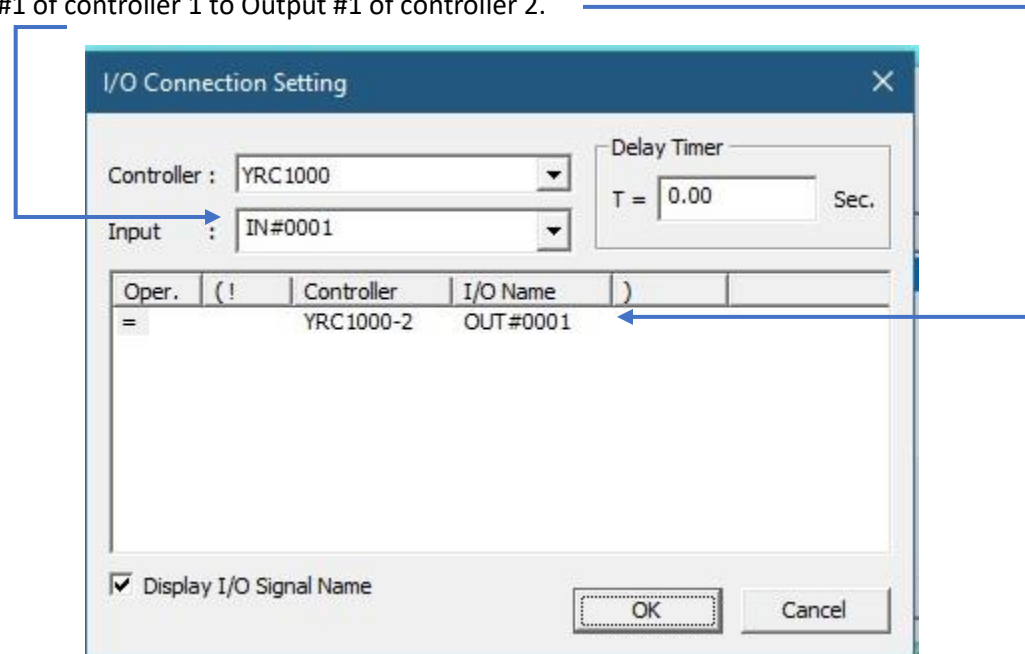 #1 of controller 1 to Output #1 of controller 2.
I/O Connection Setting
Controller : YRC1000
Input : IN#0001
Delay Timer
T = 0.00 Sec.
Oper. ( ! Controller I/O Name )
= YRC1000-2 OUT#0001
Display I/O Signal Name
OK Cancel